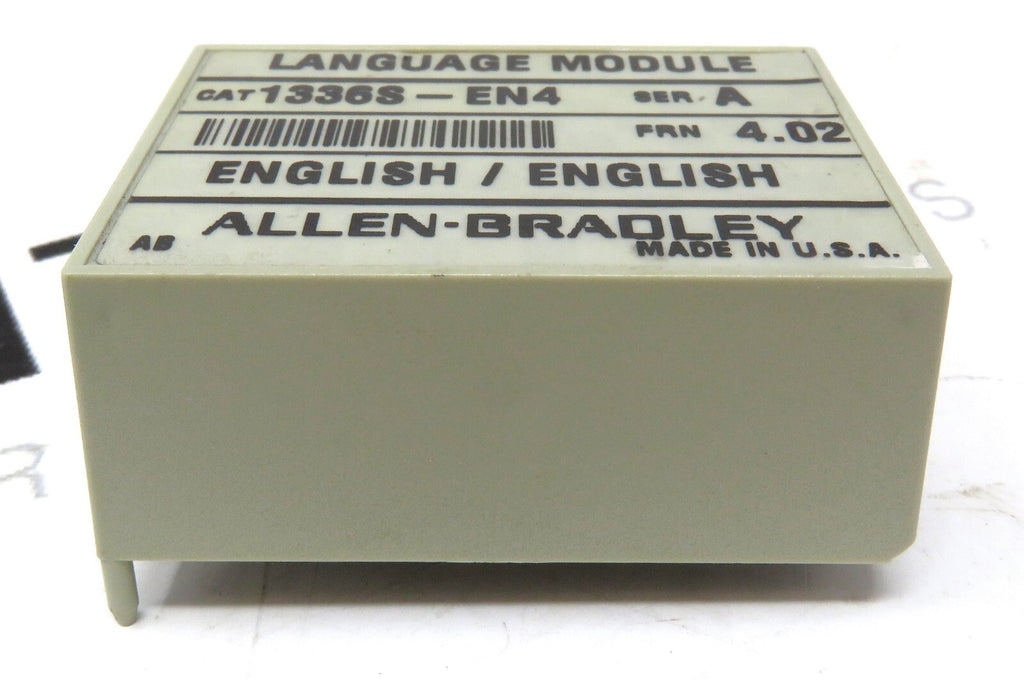 LANGUAGE MODULE
CAT 1336S - EN4 SER. A
FRN 4.02
ENGLISH / ENGLISH
AB ALLEN-BRADLEY
MADE IN U.S.A.